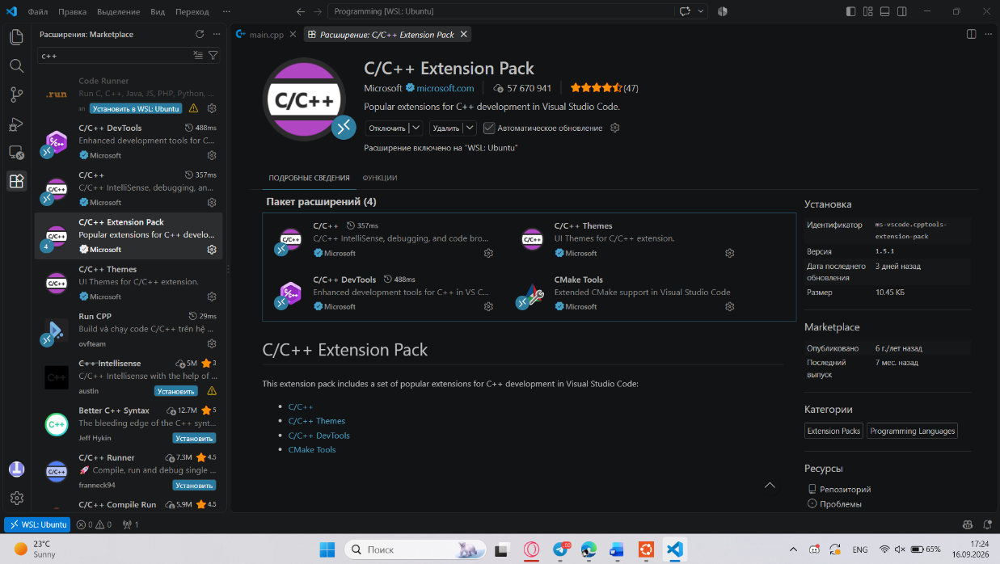 Файл Правка Выделение Вид Переход ···
Programming [WSL: Ubuntu]
Расширения: Marketplace
main.cpp
Расширение: C/C++ Extension Pack
c++
Code Runner
Run C, C++, Java, JS, PHP, Python, ...
Установить в WSL: Ubuntu
C/C++ DevTools 488ms
Enhanced development tools for C...
Microsoft
C/C++ 357ms
C/C++ IntelliSense, debugging, an...
Microsoft
C/C++ Extension Pack
Popular extensions for C++ develo...
4
Microsoft
C/C++ Themes
UI Themes for C/C++ extension.
Microsoft
Run CPP 29ms
Build và chạy code C/C++ trên hệ ...
ovfteam
C++ Intellisense 5M 3
C/C++ Intellisense with the help of ...
austin Установить
Better C++ Syntax 12.7M 5
The bleeding edge of the C++ synt...
Jeff Hykin Установить
C/C++ Runner 7.3M 4.5
🚀 Compile, run and debug single ...
franneck94 Установить
C/C++ Compile Run 5.9M 4.5
C/C++
C/C++ Extension Pack
Microsoft microsoft.com 57 670 941 (47)
Popular extensions for C++ development in Visual Studio Code.
Отключить Удалить Автоматическое обновление
Расширение включено на "WSL: Ubuntu"
ПОДРОБНЫЕ СВЕДЕНИЯ ФУНКЦИИ
Пакет расширений (4)
C/C++ 357ms
C/C++ IntelliSense, debugging, and code bro...
Microsoft
C/C++ Themes
UI Themes for C/C++ extension.
Microsoft
C/C++ DevTools 488ms
Enhanced development tools for C++ in VS C...
Microsoft
CMake Tools
Extended CMake support in Visual Studio Code
Microsoft
C/C++ Extension Pack
This extension pack includes a set of popular extensions for C++ development in Visual Studio Code:
• C/C++
• C/C++ Themes
• C/C++ DevTools
• CMake Tools
Установка
Идентификатор ms-vscode.cpptools-
extension-pack
Версия 1.5.1
Дата последнего 3 дней назад
обновления
Размер 10.45 КБ
Marketplace
Опубликовано 6 г./лет назад
Последний 7 мес. назад
выпуск
Категории
Extension Packs Programming Languages
Ресурсы
Репозиторий
Проблемы
WSL: Ubuntu 0 0 1
23°C
Sunny
Поиск
ENG
65%
17:24
16.09.2026